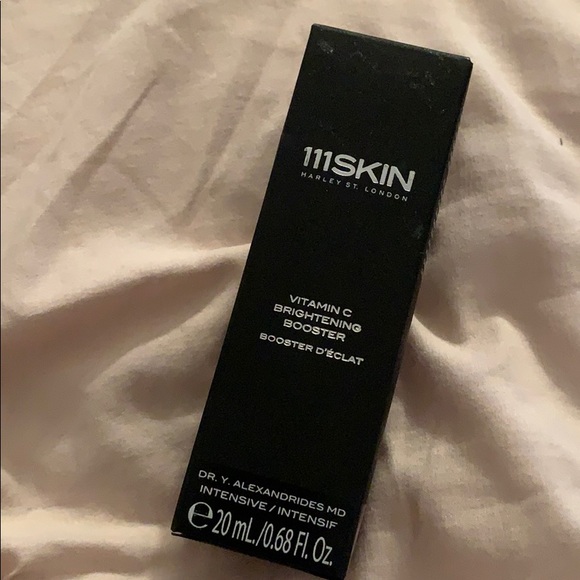 111SKIN
HARLEY ST. LONDON
VITAMIN C
BRIGHTENING
BOOSTER
BOOSTER D'ÉCLAT
DR. Y. ALEXANDRIDES MD
INTENSIVE / INTENSIF
℮ 20 mL./0.68 Fl. Oz.